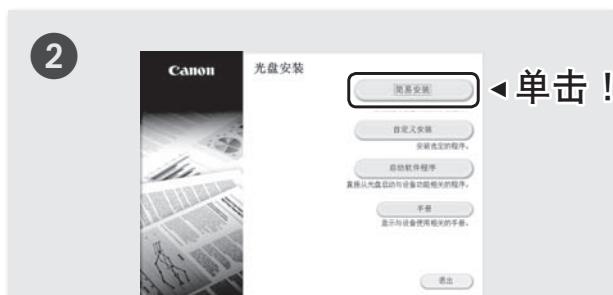 2
Canon
光盘安装
简易安装
单击！
自定义安装
安装选定的程序。
启动软件程序
直接从光盘启动与设备功能相关的程序。
手册
显示与设备使用相关的手册。
退出